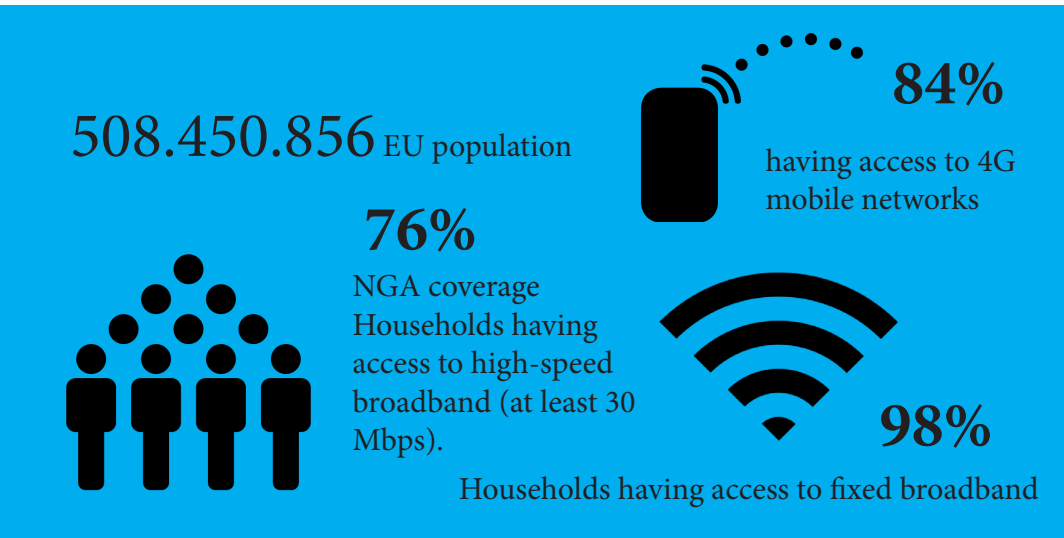 508.450.856 EU population
84%
having access to 4G
mobile networks
76%
NGA coverage
Households having
access to high-speed
broadband (at least 30
Mbps).
98%
Households having access to fixed broadband